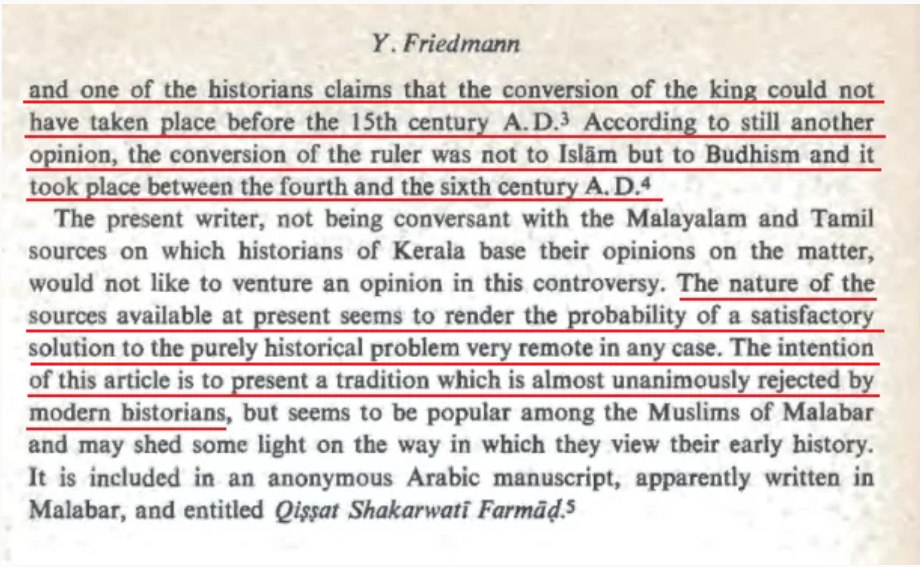 Y. Friedmann
and one of the historians claims that the conversion of the king could not
have taken place before the 15th century A.D.³ According to still another
opinion, the conversion of the ruler was not to Islām but to Budhism and it
took place between the fourth and the sixth century A.D.⁴
The present writer, not being conversant with the Malayalam and Tamil
sources on which historians of Kerala base their opinions on the matter,
would not like to venture an opinion in this controversy. The nature of the
sources available at present seems to render the probability of a satisfactory
solution to the purely historical problem very remote in any case. The intention
of this article is to present a tradition which is almost unanimously rejected by
modern historians, but seems to be popular among the Muslims of Malabar
and may shed some light on the way in which they view their early history.
It is included in an anonymous Arabic manuscript, apparently written in
Malabar, and entitled Qiṣṣat Shakarwatī Farmāḍ.⁵